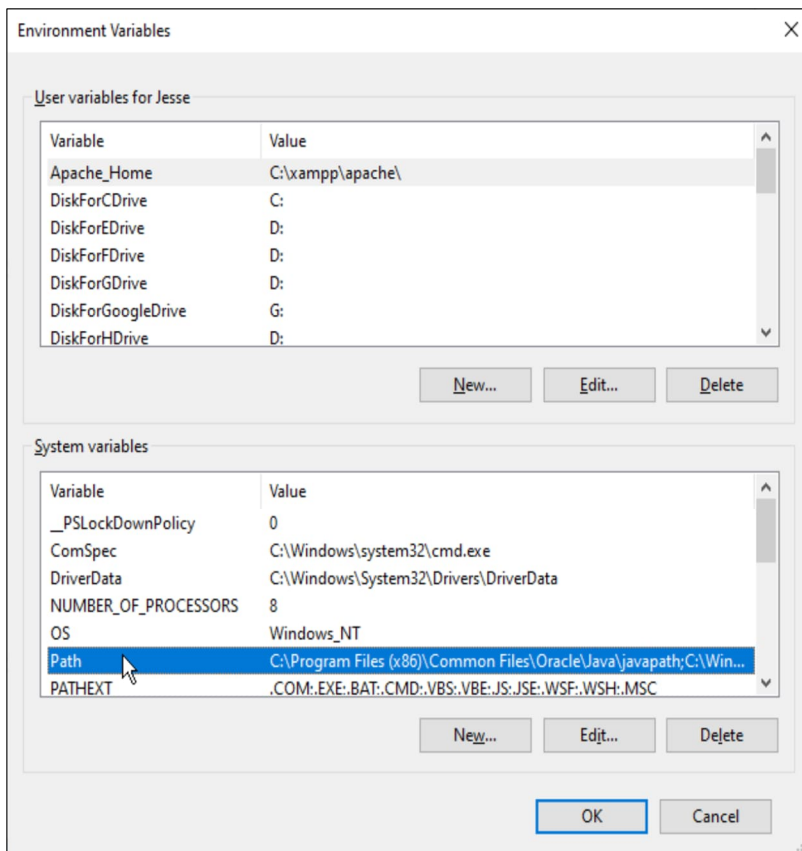 Environment Variables
User variables for Jesse
Variable Value
Apache_Home C:\xampp\apache\
DiskForCDrive C:
DiskForEDrive D:
DiskForFDrive D:
DiskForGDrive D:
DiskForGoogleDrive G:
DiskForHDrive D:
New... Edit... Delete
System variables
Variable Value
__PSLockDownPolicy 0
ComSpec C:\Windows\system32\cmd.exe
DriverData C:\Windows\System32\Drivers\DriverData
NUMBER_OF_PROCESSORS 8
OS Windows_NT
Path C:\Program Files (x86)\Common Files\Oracle\Java\javapath;C:\Win...
PATHEXT .COM;.EXE;.BAT;.CMD;.VBS;.VBE;.JS;.JSE;.WSF;.WSH;.MSC
New... Edit... Delete
OK Cancel